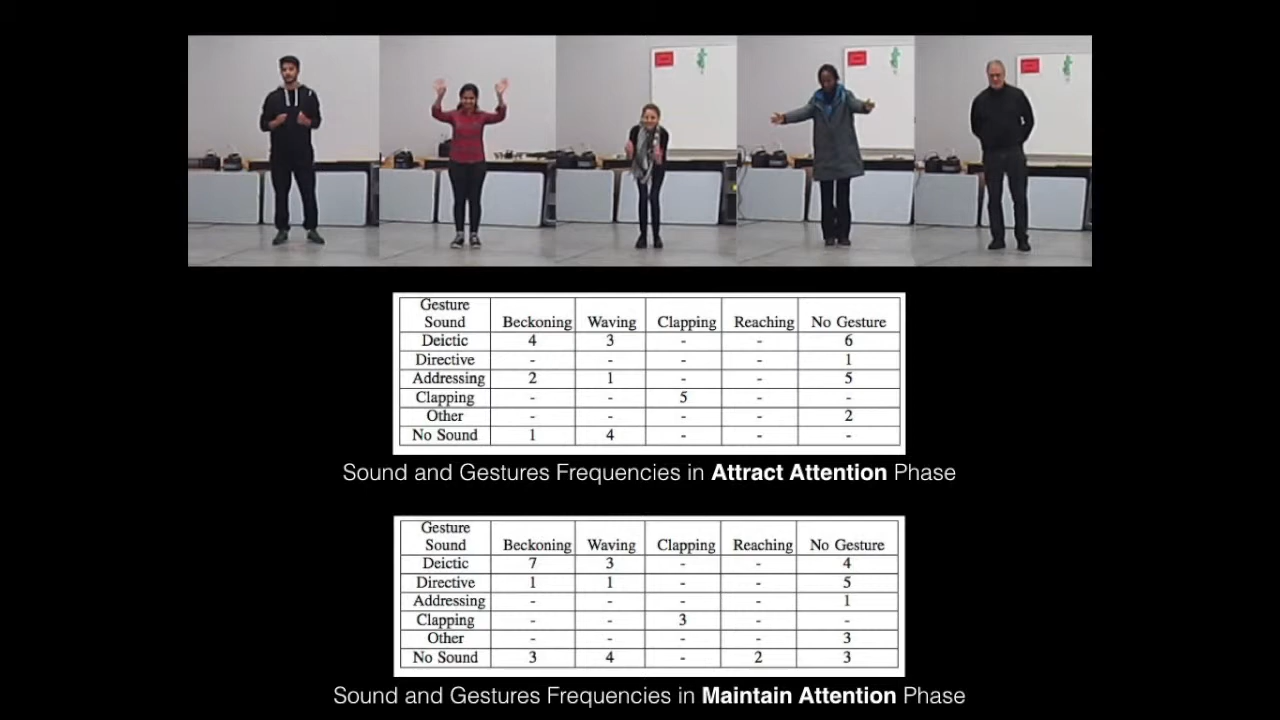 Gesture
Sound Beckoning Waving Clapping Reaching No Gesture
Deictic 4 3 - - 6
Directive - - - - 1
Addressing 2 1 - - 5
Clapping - - 5 - -
Other - - - - 2
No Sound 1 4 - - -
Sound and Gestures Frequencies in Attract Attention Phase
Gesture
Sound Beckoning Waving Clapping Reaching No Gesture
Deictic 7 3 - - 4
Directive 1 1 - - 5
Addressing - - - - 1
Clapping - - 3 - -
Other - - - - 3
No Sound 3 4 - 2 3
Sound and Gestures Frequencies in Maintain Attention Phase